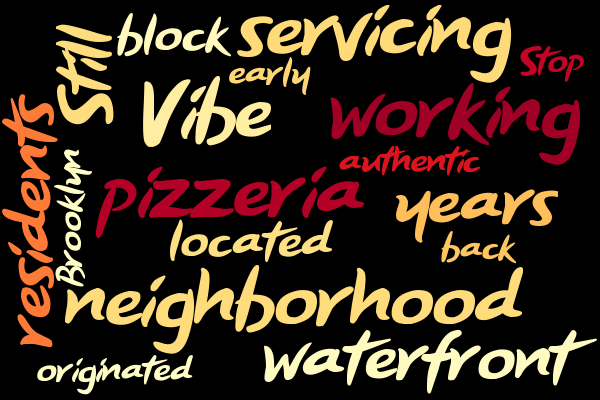 block
servicing
Still
early
Stop
Vibe
working
residents
authentic
Brooklyn
pizzeria
years
located
back
neighborhood
originated
waterfront